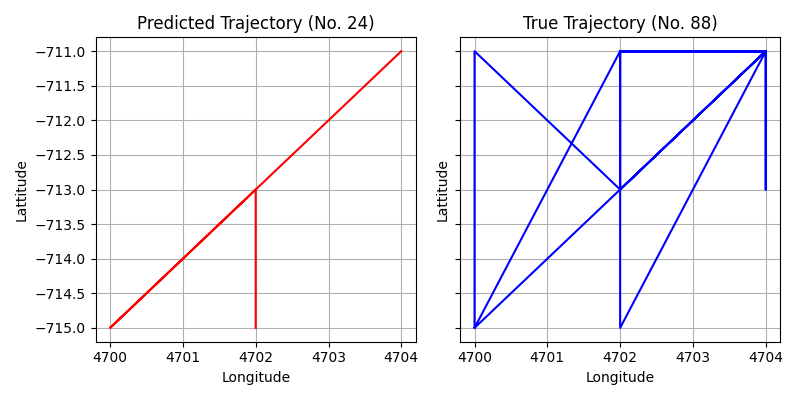 Predicted Trajectory (No. 24)
True Trajectory (No. 88)
−711.0
−711.5
−712.0
−712.5
−713.0
−713.5
−714.0
−714.5
−715.0
Lattitude
Lattitude
4700 4701 4702 4703 4704
4700 4701 4702 4703 4704
Longitude
Longitude